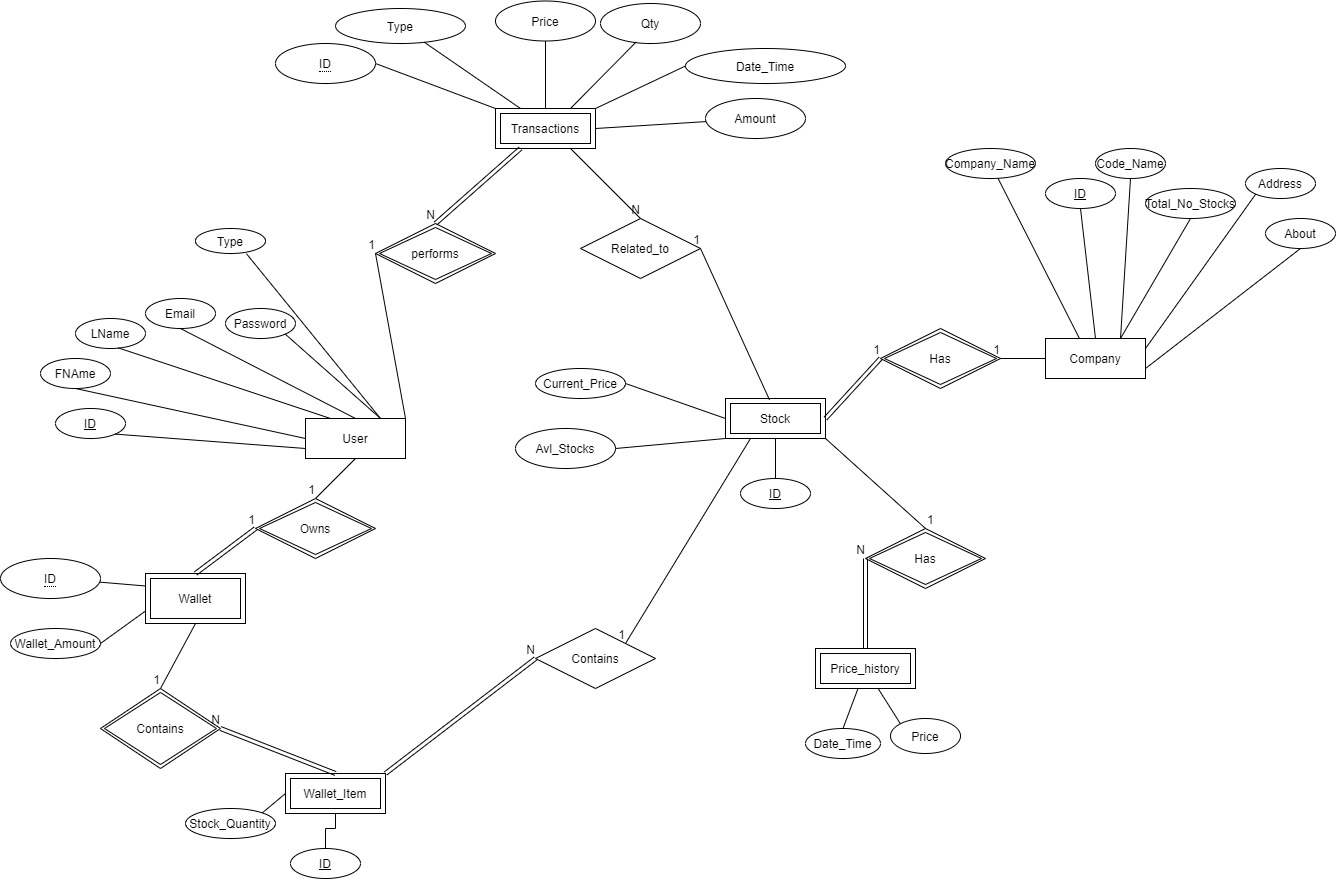 Type
Price
Qty
ID
Date_Time
Amount
Transactions
Company_Name
Code_Name
ID
Total_No_Stocks
Address
About
N
N
1
performs
1
Related_to
Type
Email
Password
LName
FNAme
ID
User
1
Has
1
Company
Current_Price
Stock
Avl_Stocks
ID
1
1
Owns
1
N
Has
ID
Wallet
Wallet_Amount
1
N
Contains
1
Contains
N
Price_history
Date_Time
Price
Wallet_Item
Stock_Quantity
ID